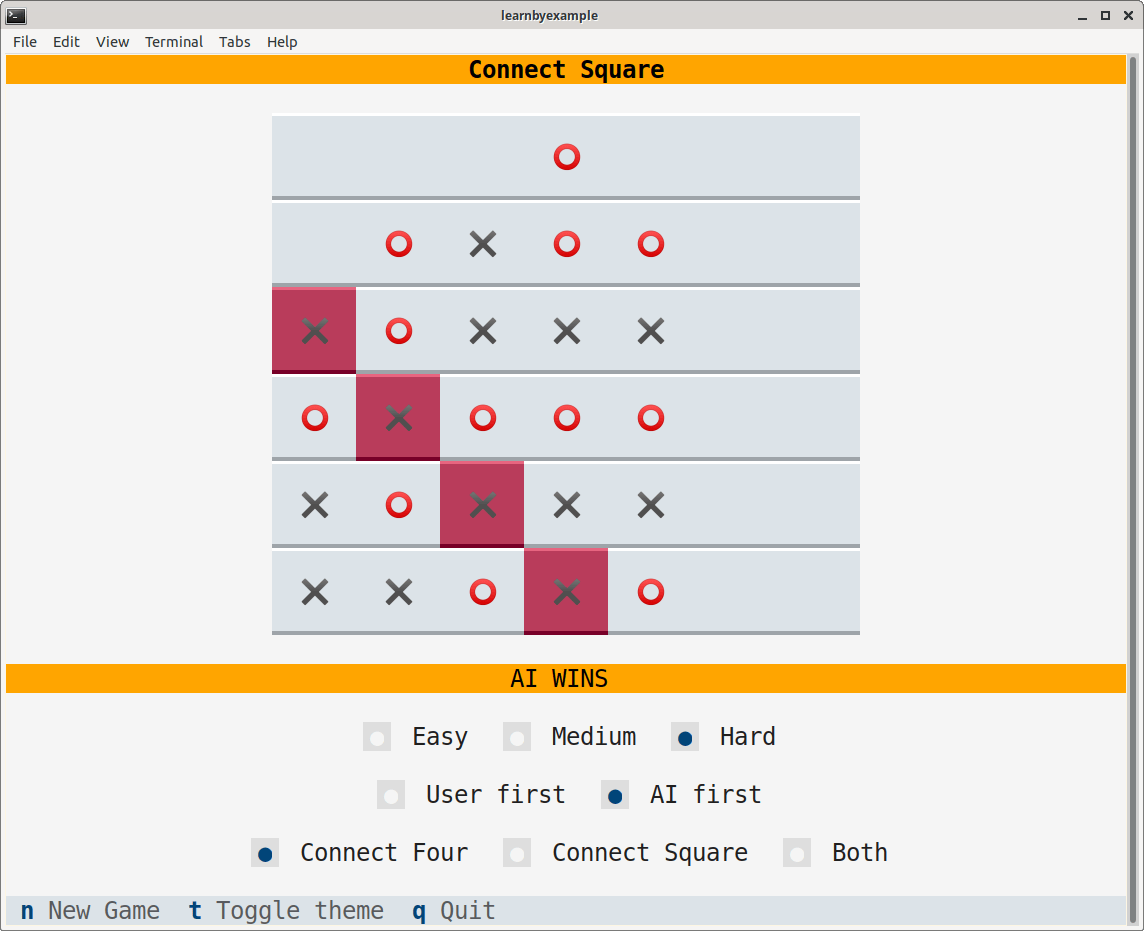 learnbyexample
File Edit View Terminal Tabs Help
Connect Square
AI WINS
Easy Medium Hard
User first AI first
Connect Four Connect Square Both
n New Game t Toggle theme q Quit